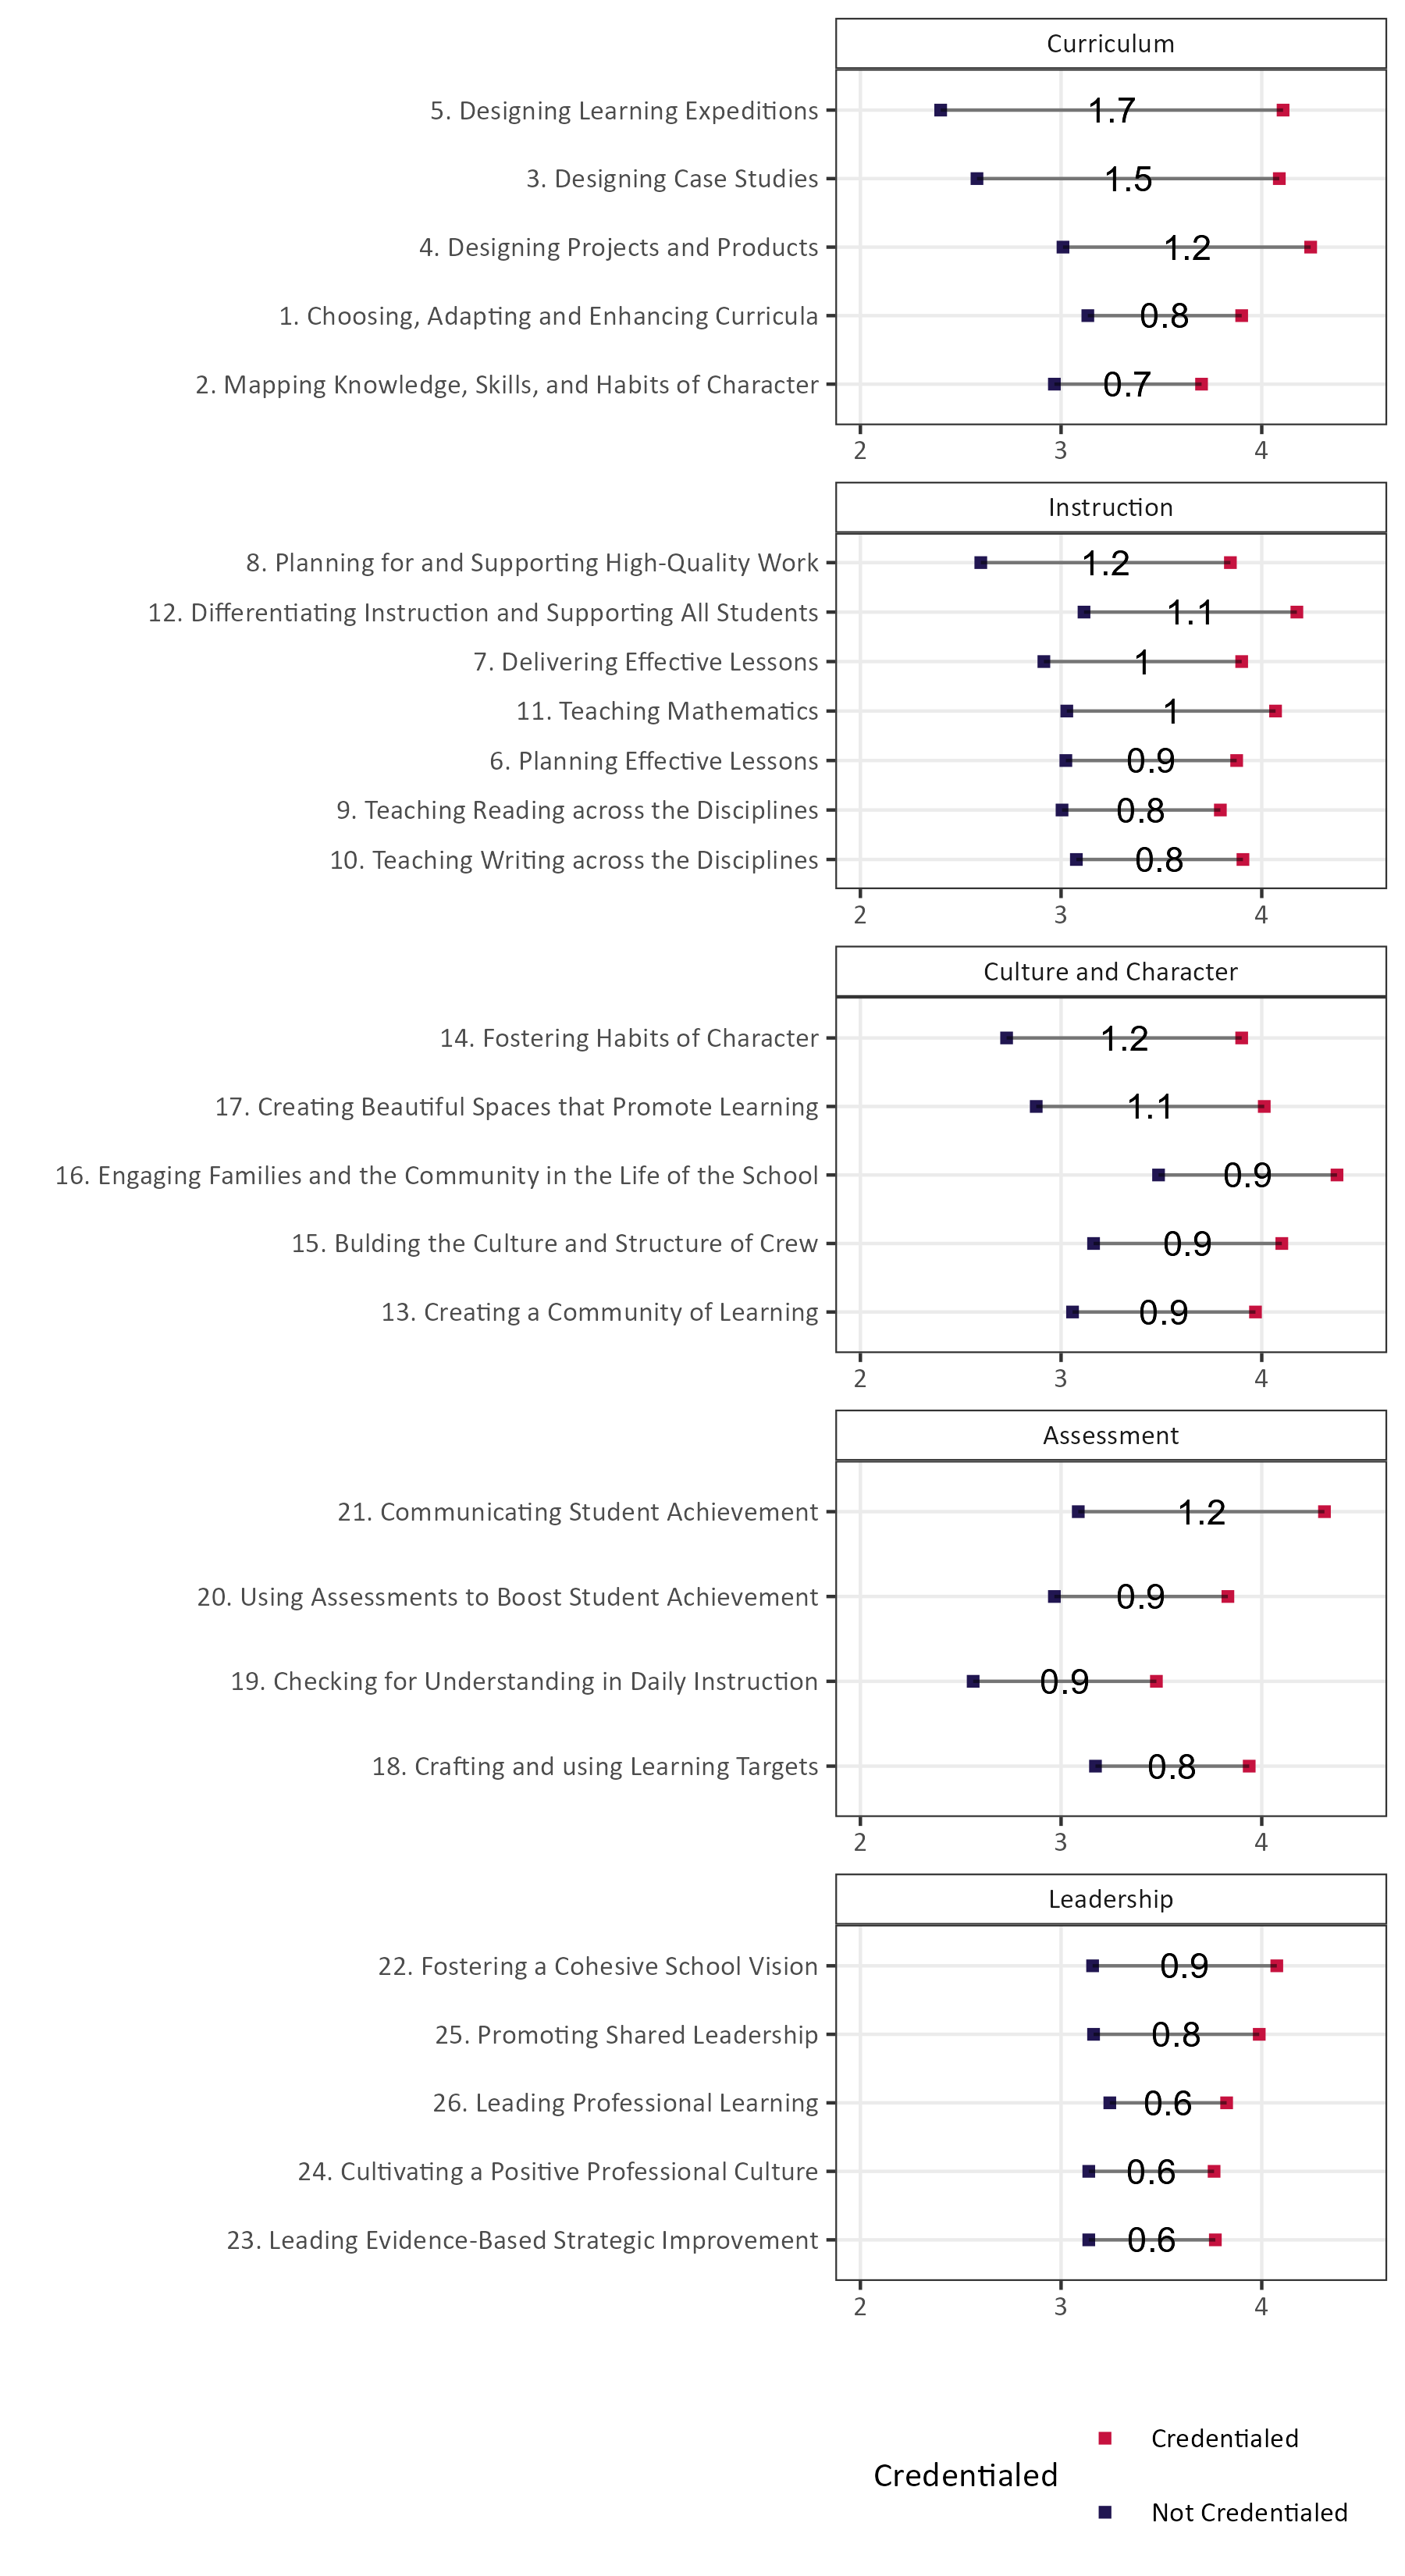 Curriculum
5. Designing Learning Expeditions 1.7
3. Designing Case Studies 1.5
4. Designing Projects and Products 1.2
1. Choosing, Adapting and Enhancing Curricula 0.8
2. Mapping Knowledge, Skills, and Habits of Character 0.7
2 3 4
Instruction
8. Planning for and Supporting High-Quality Work 1.2
12. Differentiating Instruction and Supporting All Students 1.1
7. Delivering Effective Lessons 1
11. Teaching Mathematics 1
6. Planning Effective Lessons 0.9
9. Teaching Reading across the Disciplines 0.8
10. Teaching Writing across the Disciplines 0.8
2 3 4
Culture and Character
14. Fostering Habits of Character 1.2
17. Creating Beautiful Spaces that Promote Learning 1.1
16. Engaging Families and the Community in the Life of the School 0.9
15. Bulding the Culture and Structure of Crew 0.9
13. Creating a Community of Learning 0.9
2 3 4
Assessment
21. Communicating Student Achievement 1.2
20. Using Assessments to Boost Student Achievement 0.9
19. Checking for Understanding in Daily Instruction 0.9
18. Crafting and using Learning Targets 0.8
2 3 4
Leadership
22. Fostering a Cohesive School Vision 0.9
25. Promoting Shared Leadership 0.8
26. Leading Professional Learning 0.6
24. Cultivating a Positive Professional Culture 0.6
23. Leading Evidence-Based Strategic Improvement 0.6
2 3 4
Credentialed
Credentialed
Not Credentialed